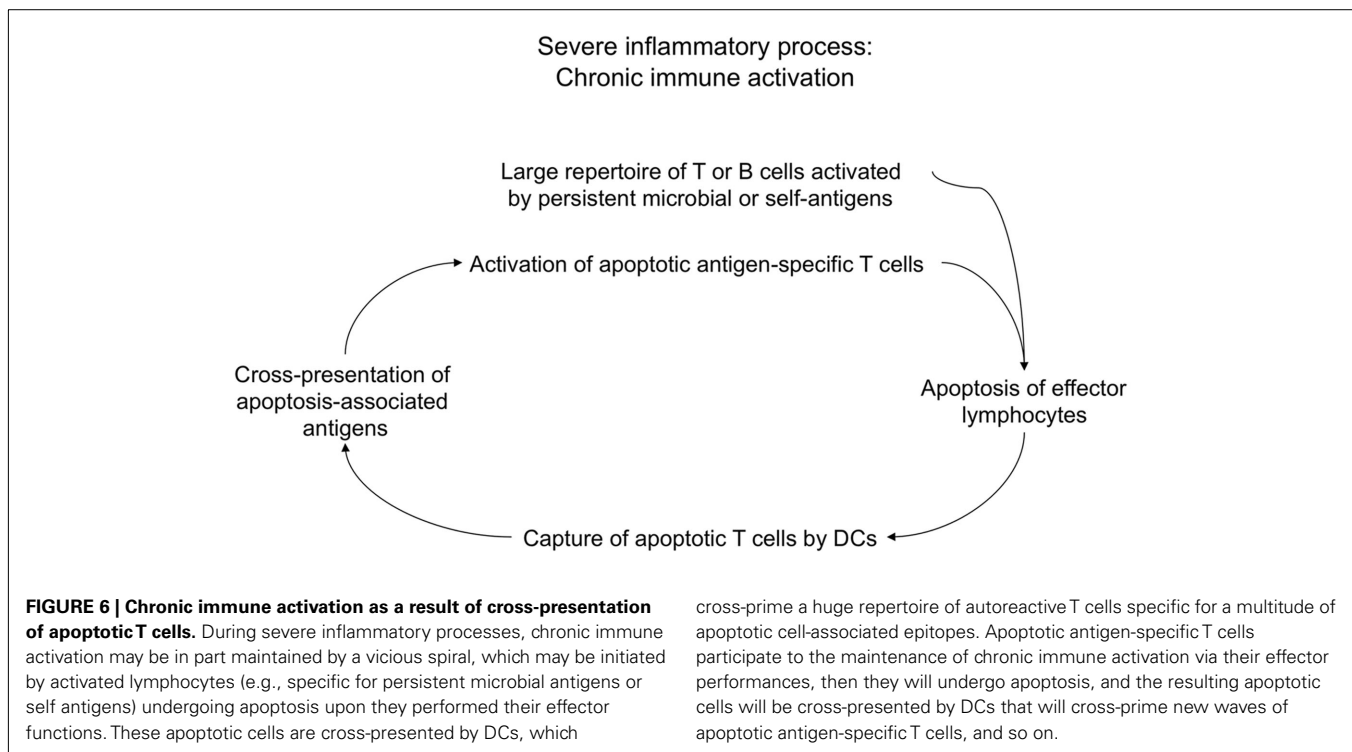 Severe inflammatory process:
Chronic immune activation
Large repertoire of T or B cells activated
by persistent microbial or self-antigens
Activation of apoptotic antigen-specific T cells
Cross-presentation of
apoptosis-associated
antigens
Apoptosis of effector
lymphocytes
Capture of apoptotic T cells by DCs
FIGURE 6 | Chronic immune activation as a result of cross-presentation
of apoptotic T cells. During severe inflammatory processes, chronic immune
activation may be in part maintained by a vicious spiral, which may be initiated
by activated lymphocytes (e.g., specific for persistent microbial antigens or
self antigens) undergoing apoptosis upon they performed their effector
functions. These apoptotic cells are cross-presented by DCs, which
cross-prime a huge repertoire of autoreactive T cells specific for a multitude of
apoptotic cell-associated epitopes. Apoptotic antigen-specific T cells
participate to the maintenance of chronic immune activation via their effector
performances, then they will undergo apoptosis, and the resulting apoptotic
cells will be cross-presented by DCs that will cross-prime new waves of
apoptotic antigen-specific T cells, and so on.